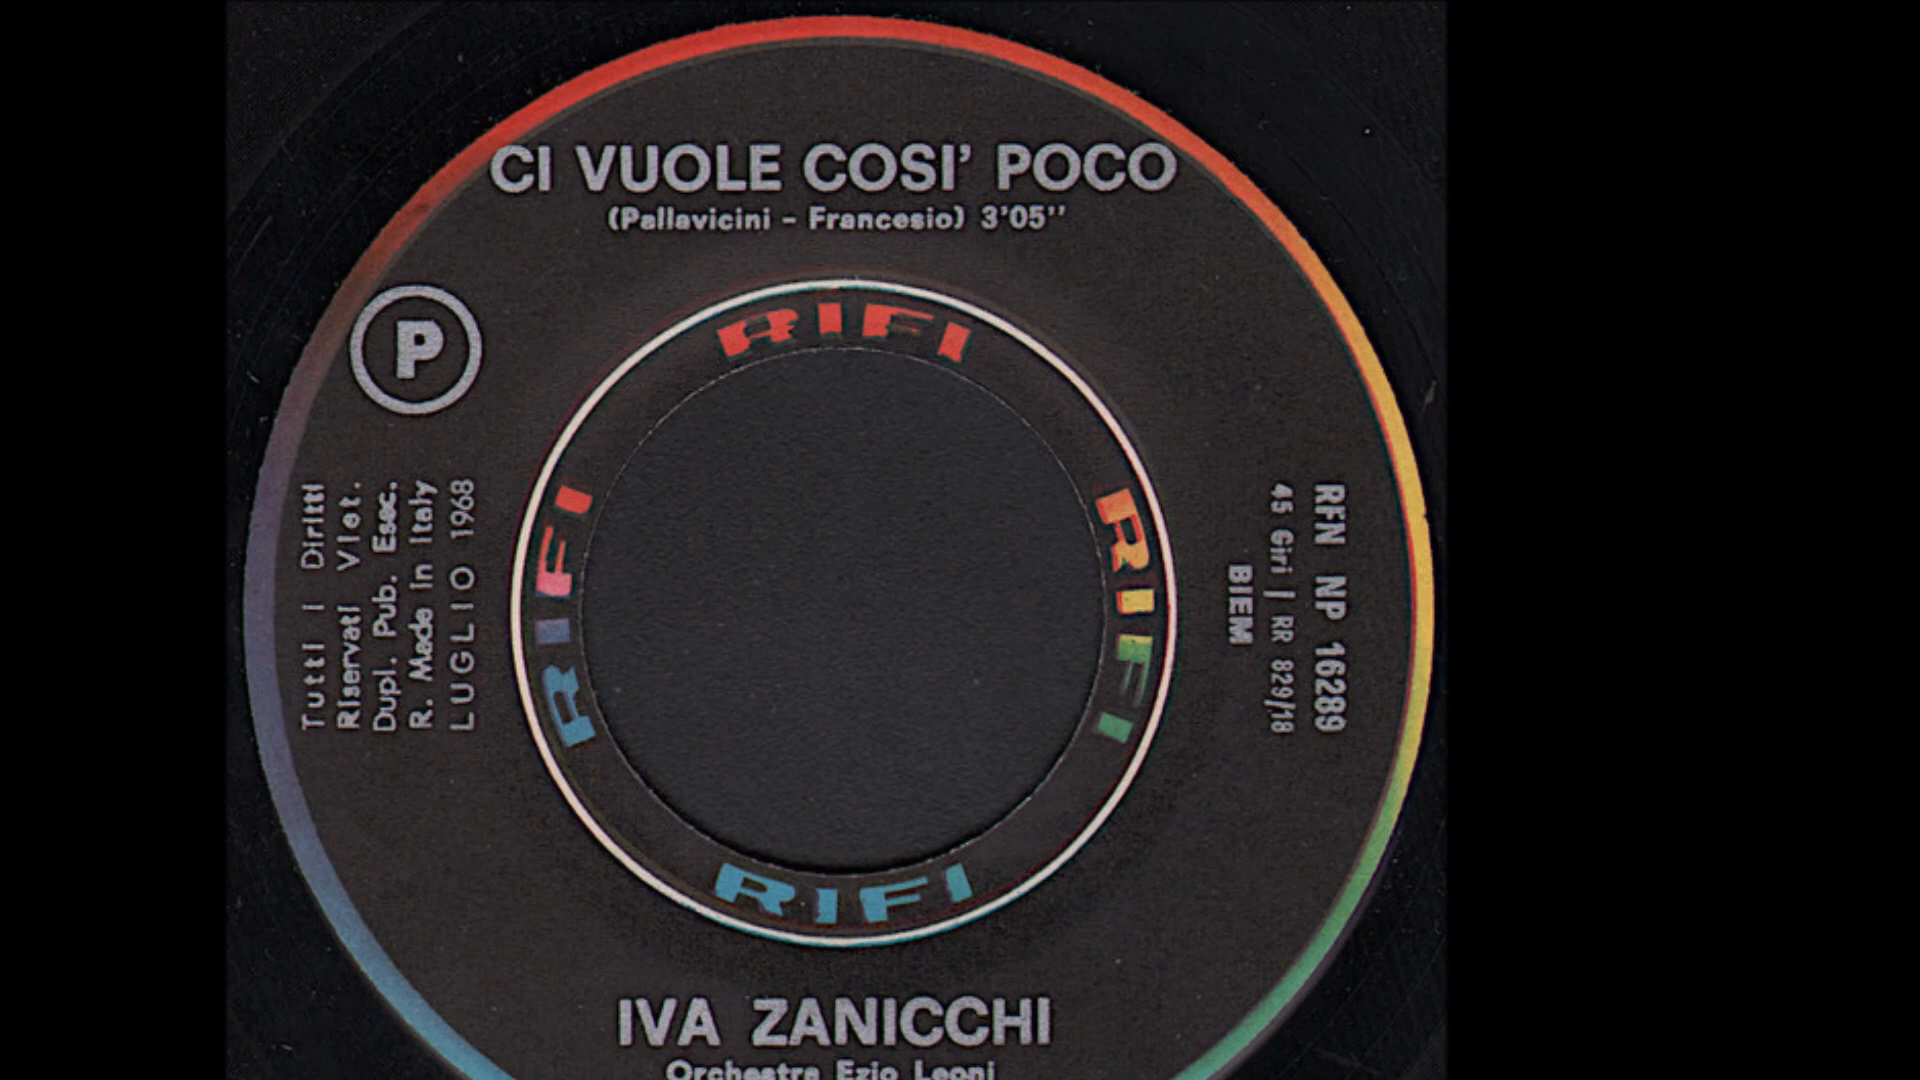 CI VUOLE COSI' POCO
(Pallavicini - Francesio) 3'05''
P
RIFI
RIFI
RIFI
RIFI
Tutti i Diritti
Riservati Viet.
Dupl. Pub. Esec.
R. Made in Italy
LUGLIO 1968
RFN NP 16289
45 Giri | RR 829/18
BIEM
IVA ZANICCHI
Orchestra Ezio Leoni